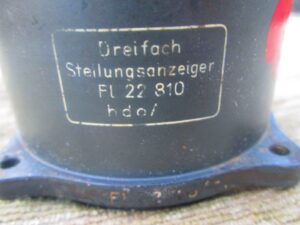 Dreifach
Stellungsanzeiger
Fl 22 810
hdo/